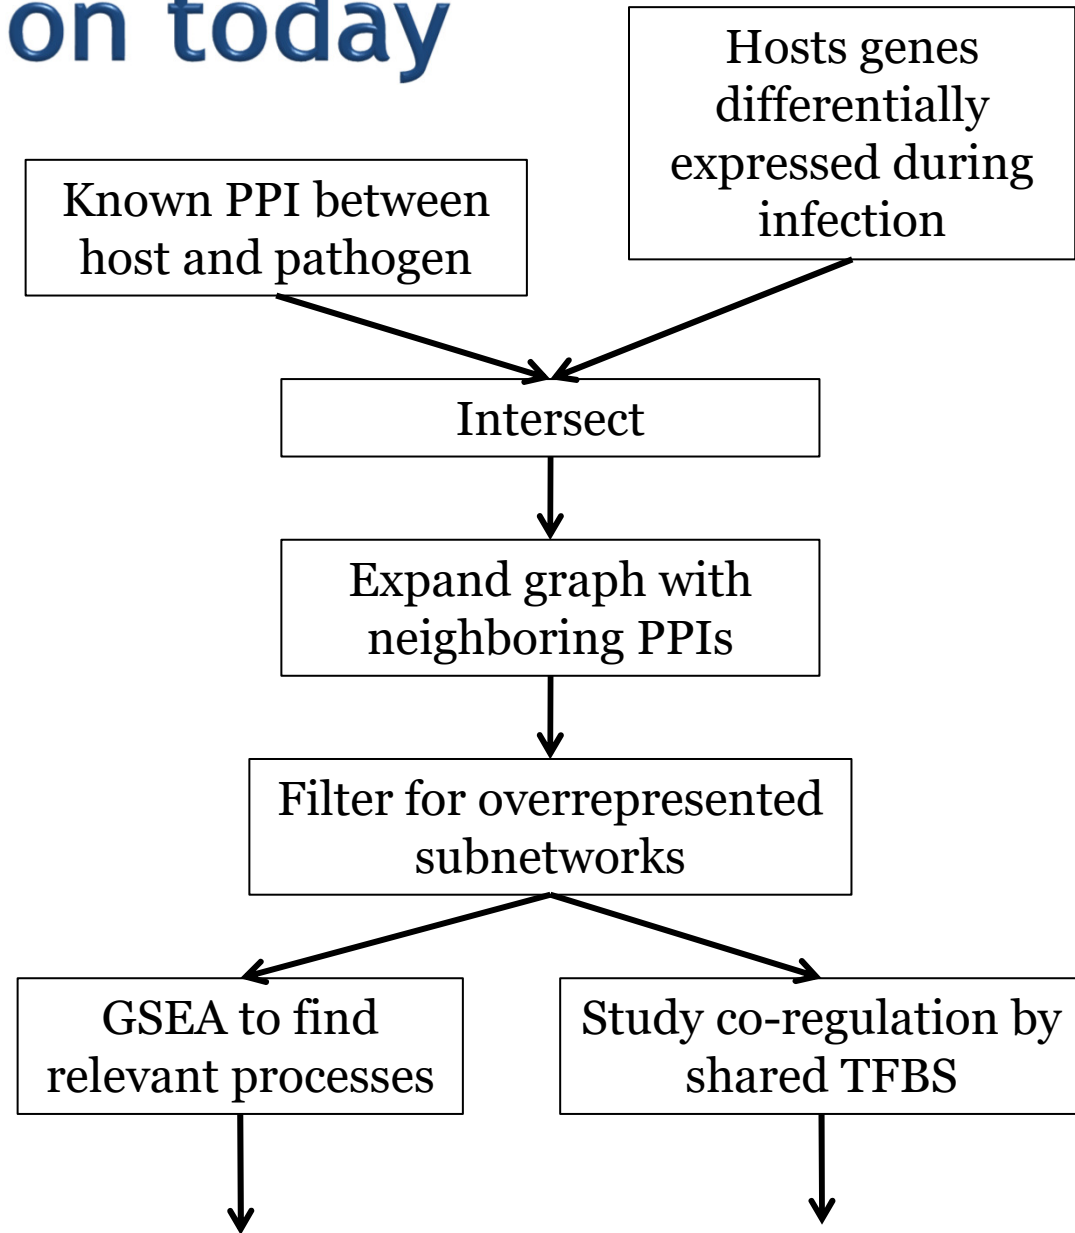 on today
Hosts genes
differentially
expressed during
infection
Known PPI between
host and pathogen
Intersect
Expand graph with
neighboring PPIs
Filter for overrepresented
subnetworks
GSEA to find
relevant processes
Study co-regulation by
shared TFBS